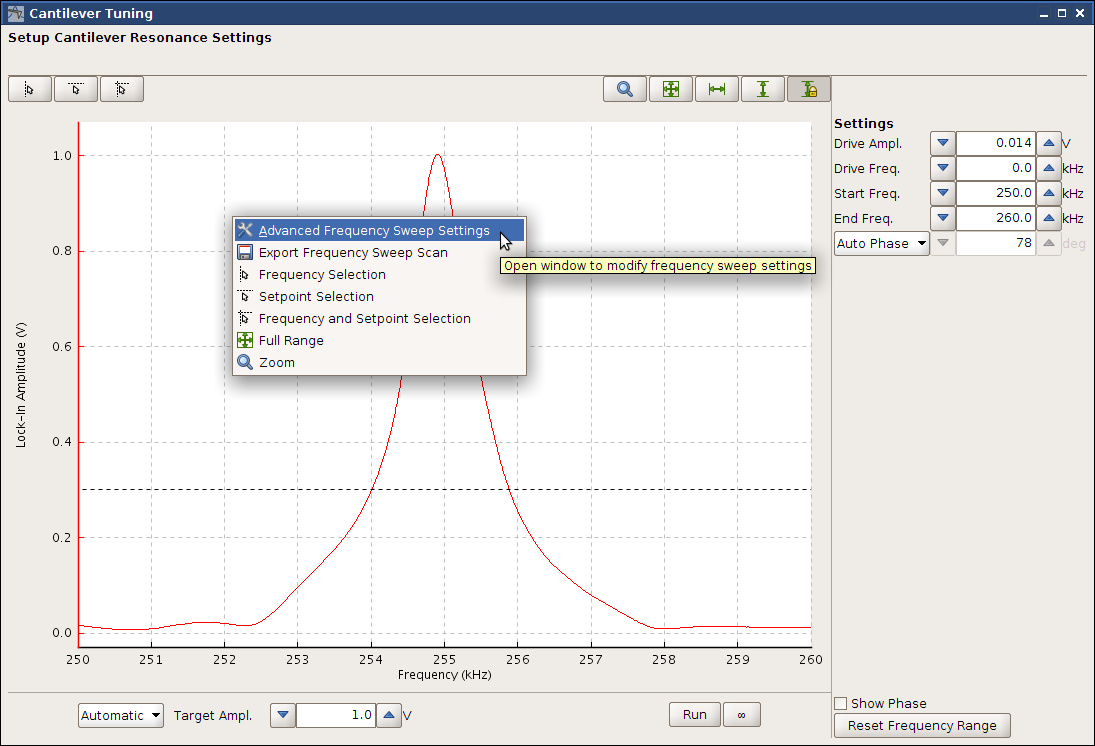 Cantilever Tuning
Setup Cantilever Resonance Settings
Settings
Drive Ampl. 0.014 V
Drive Freq. 0.0 kHz
Start Freq. 250.0 kHz
End Freq. 260.0 kHz
Auto Phase 78 deg
Lock-In Amplitude (V)
1.0
0.8
0.6
0.4
0.2
0.0
Advanced Frequency Sweep Settings
Export Frequency Sweep Scan
Frequency Selection
Setpoint Selection
Frequency and Setpoint Selection
Full Range
Zoom
Open window to modify frequency sweep settings
250 251 252 253 254 255 256 257 258 259 260
Frequency (kHz)
Automatic Target Ampl. 1.0 V
Run ∞
Show Phase
Reset Frequency Range